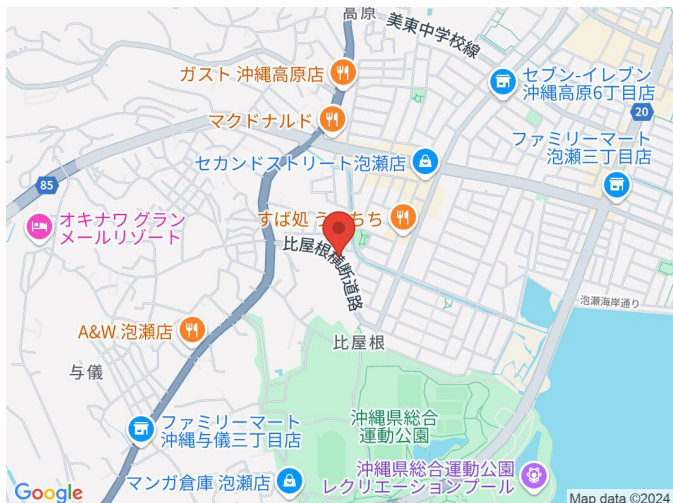 高原
美東中学校線
ガスト 沖縄高原店
セブン-イレブン
沖縄高原6丁目店
マクドナルド
20
ファミリーマート
泡瀬三丁目店
セカンドストリート泡瀬店
85
オキナワ グラン
メールリゾート
すば処 う
ちち
比屋根横断道路
泡瀬海岸通り
A&W 泡瀬店
比屋根
与儀
ファミリーマート
沖縄与儀三丁目店
沖縄県総合
運動公園
マンガ倉庫 泡瀬店
沖縄県総合運動公園
レクリエーションプール
Google
Map data ©2024